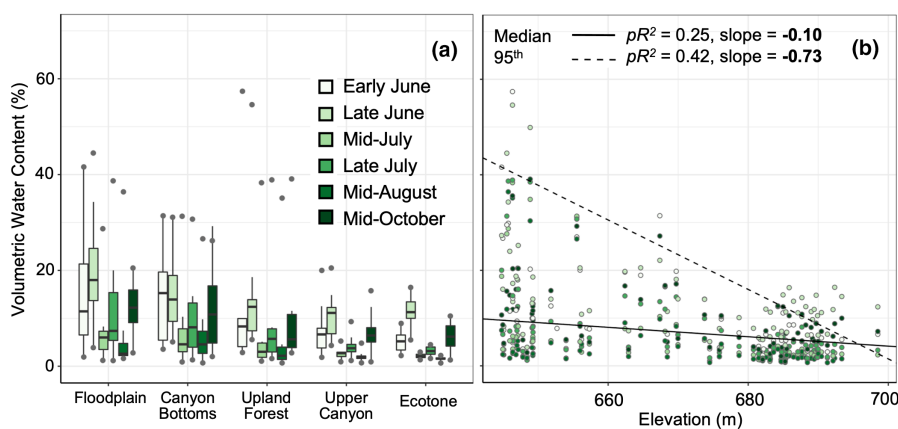 (a)
Volumetric Water Content (%)
60
40
20
0
Early June
Late June
Mid-July
Late July
Mid-August
Mid-October
Floodplain
Canyon
Bottoms
Upland
Forest
Upper
Canyon
Ecotone
(b)
Median pR² = 0.25, slope = -0.10
95th pR² = 0.42, slope = -0.73
660
680
700
Elevation (m)